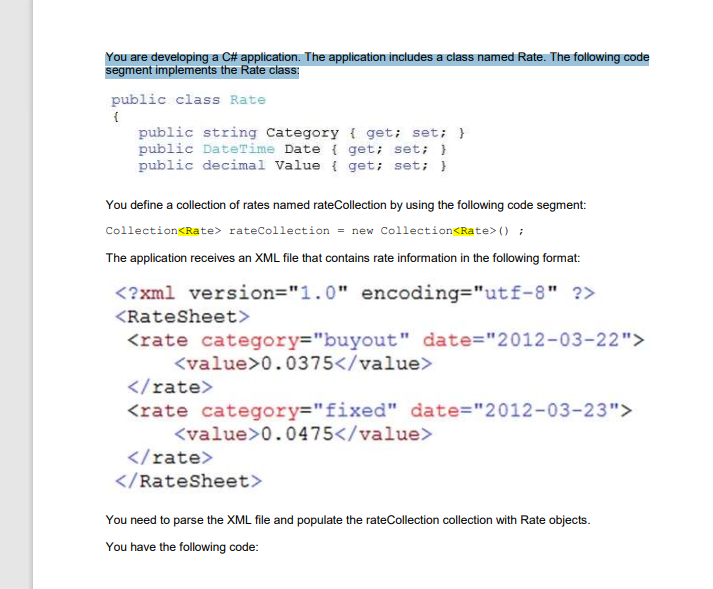 You are developing a C# application. The application includes a class named Rate. The following code
segment implements the Rate class:
public class Rate
{
public string Category { get; set; }
public DateTime Date { get; set; }
public decimal Value { get; set; }
You define a collection of rates named rateCollection by using the following code segment:
Collection<Rate> rateCollection = new Collection<Rate>() ;
The application receives an XML file that contains rate information in the following format:
<?xml version="1.0" encoding="utf-8" ?>
<RateSheet>
<rate category="buyout" date="2012-03-22">
<value>0.0375</value>
</rate>
<rate category="fixed" date="2012-03-23">
<value>0.0475</value>
</rate>
</RateSheet>
You need to parse the XML file and populate the rateCollection collection with Rate objects.
You have the following code: